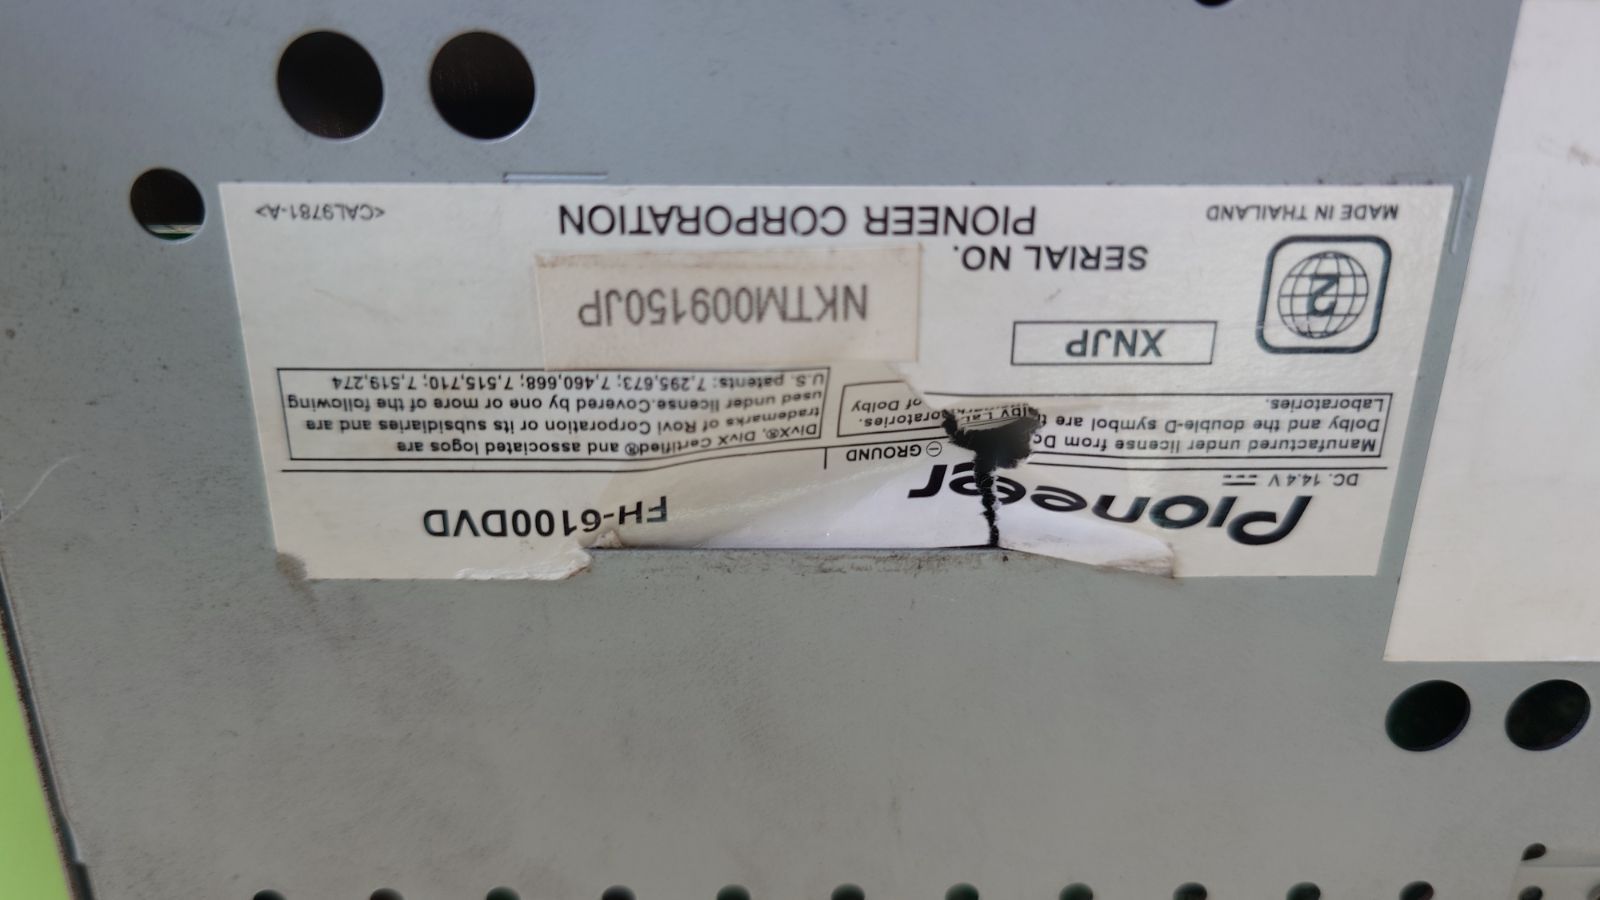 Pioneer
FH-6100DVD
DC. 14.4 V
⊖ GROUND
Manufactured under license from
Dolby and the double-D symbol are
of Dolby
Laboratories.
DivX®, DivX Certified® and associated logos are
trademarks of Rovi Corporation or its subsidiaries and are
used under license.Covered by one or more of the following
U.S. patents: 7,295,673; 7,460,668; 7,515,710; 7,519,274
2
XNJP
NKTM009150JP
SERIAL NO.
MADE IN THAILAND
PIONEER CORPORATION
<CAL9781-A>